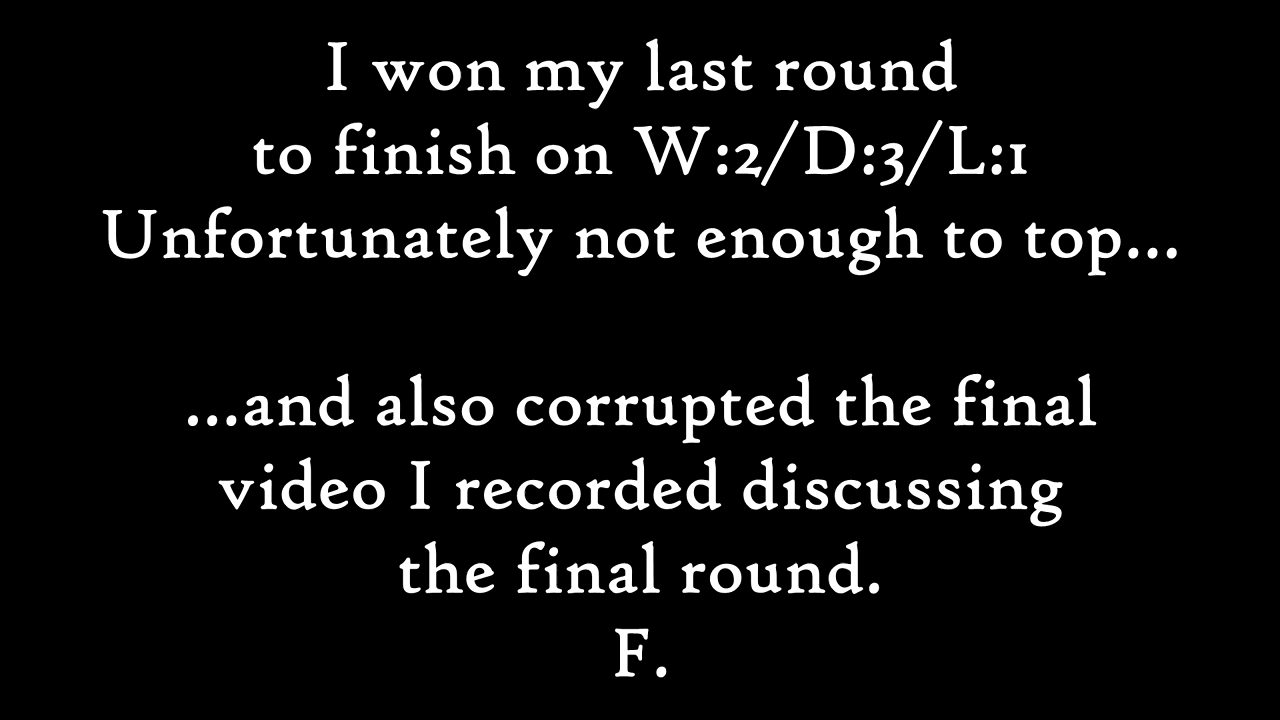 I won my last round
to finish on W:2/D:3/L:1
Unfortunately not enough to top...
...and also corrupted the final
video I recorded discussing
the final round.
F.